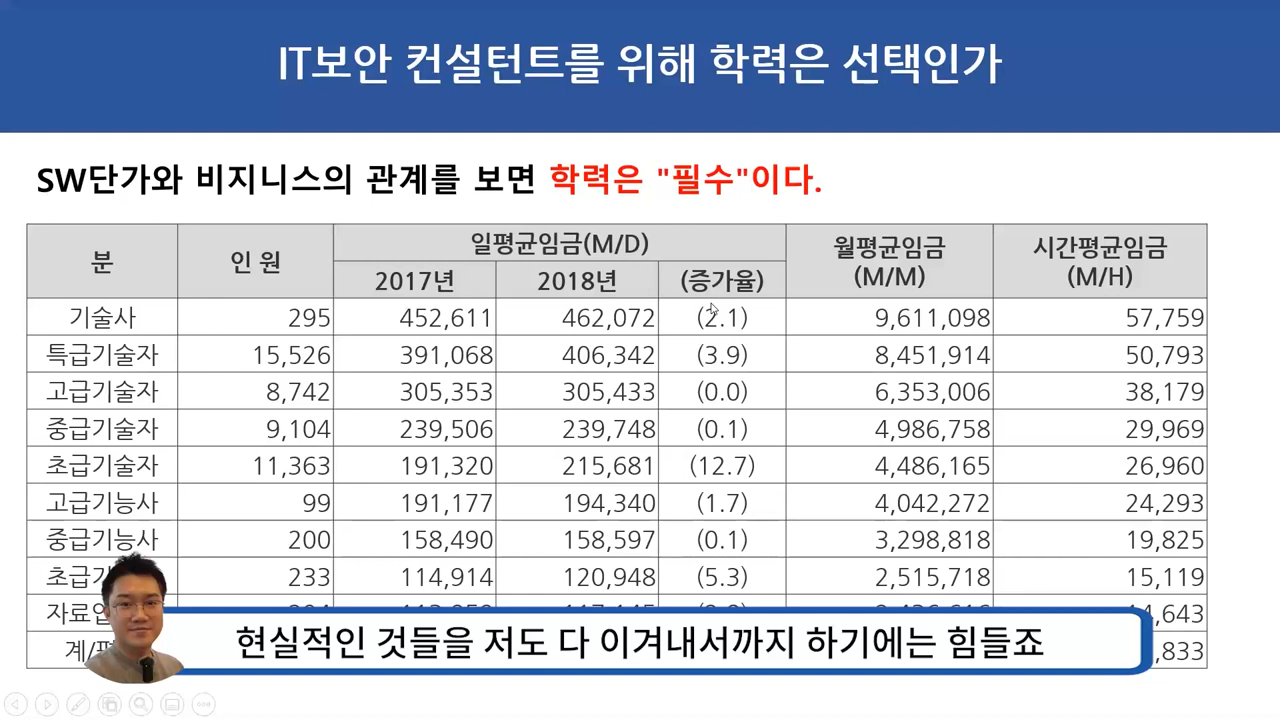 IT보안 컨설턴트를 위해 학력은 선택인가
SW단가와 비지니스의 관계를 보면 학력은 "필수"이다.
분 인 원 일평균임금(M/D) 월평균임금 (M/M) 시간평균임금 (M/H)
2017년 2018년 (증가율)
기술사 295 452,611 462,072 (2.1) 9,611,098 57,759
특급기술자 15,526 391,068 406,342 (3.9) 8,451,914 50,793
고급기술자 8,742 305,353 305,433 (0.0) 6,353,006 38,179
중급기술자 9,104 239,506 239,748 (0.1) 4,986,758 29,969
초급기술자 11,363 191,320 215,681 (12.7) 4,486,165 26,960
고급기능사 99 191,177 194,340 (1.7) 4,042,272 24,293
중급기능사 200 158,490 158,597 (0.1) 3,298,818 19,825
초급 233 114,914 120,948 (5.3) 2,515,718 15,119
현실적인 것들을 저도 다 이겨내서까지 하기에는 힘들죠